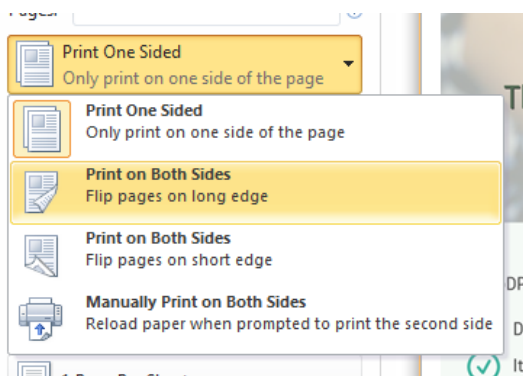 Pages:
Print One Sided
Only print on one side of the page
Print One Sided
Only print on one side of the page
Print on Both Sides
Flip pages on long edge
Print on Both Sides
Flip pages on short edge
Manually Print on Both Sides
Reload paper when prompted to print the second side
It